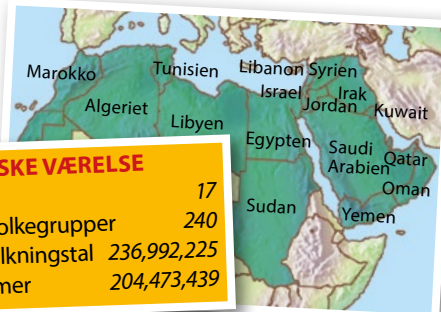 Marokko
Tunisien
Libanon Syrien
Israel
Irak
Jordan
Kuwait
Algeriet
Libyen
Egypten
Saudi
Arabien
Qatar
Oman
Sudan
Yemen
SKE VÆRELSE
17
olkegrupper 240
lkningstal 236,992,225
mer 204,473,439